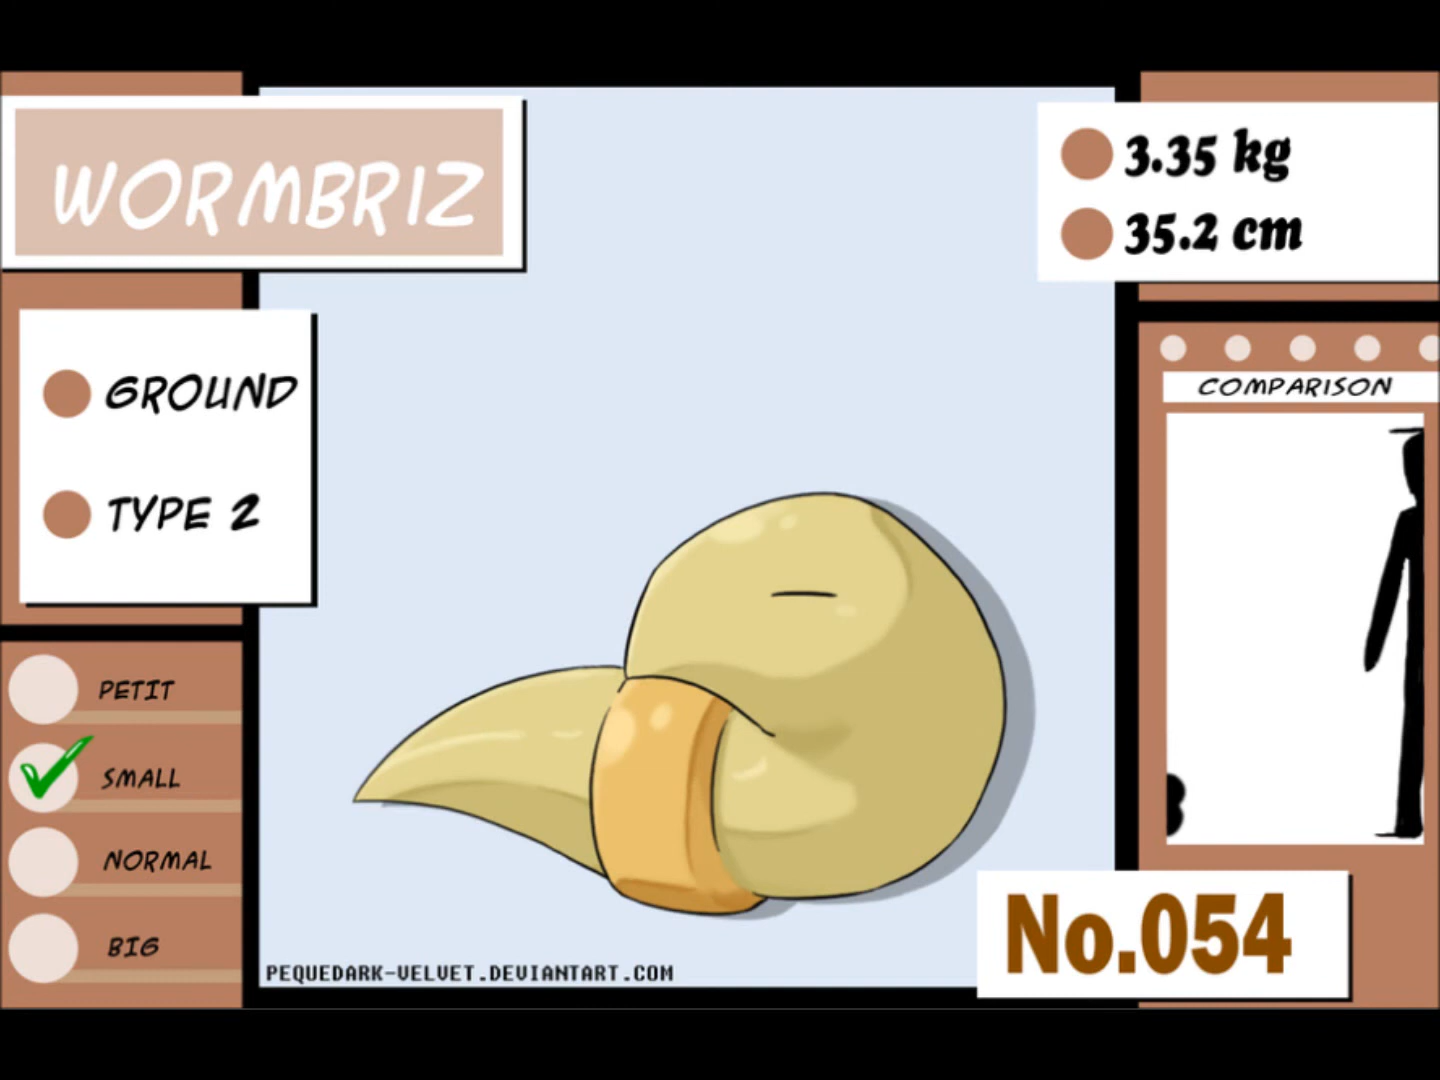 WORMBRIZ
3.35 kg
35.2 cm
GROUND
TYPE 2
COMPARISON
PETIT
SMALL
NORMAL
BIG
No.054
PEQUEDARK-VELVET.DEVIANTART.COM